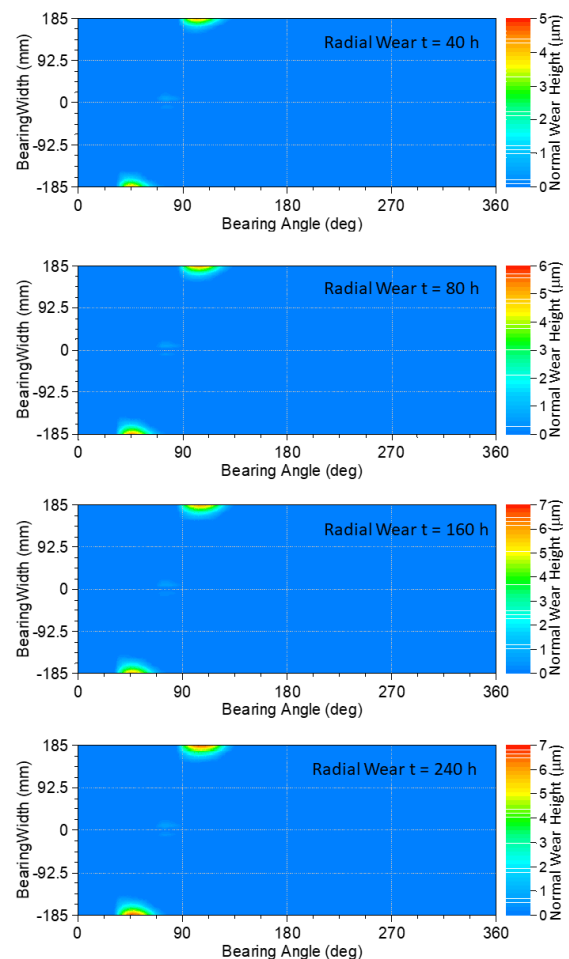 185
92.5
0
-92.5
-185
BearingWidth (mm)
Radial Wear t = 40 h
0 90 180 270 360
Bearing Angle (deg)
5
4
3
2
1
0
Normal Wear Height (μm)
185
92.5
0
-92.5
-185
BearingWidth (mm)
Radial Wear t = 80 h
0 90 180 270 360
Bearing Angle (deg)
6
5
4
3
2
1
0
Normal Wear Height (μm)
185
92.5
0
-92.5
-185
BearingWidth (mm)
Radial Wear t = 160 h
0 90 180 270 360
Bearing Angle (deg)
7
6
5
4
3
2
1
0
Normal Wear Height (μm)
185
92.5
0
-92.5
-185
BearingWidth (mm)
Radial Wear t = 240 h
0 90 180 270 360
Bearing Angle (deg)
7
6
5
4
3
2
1
0
Normal Wear Height (μm)